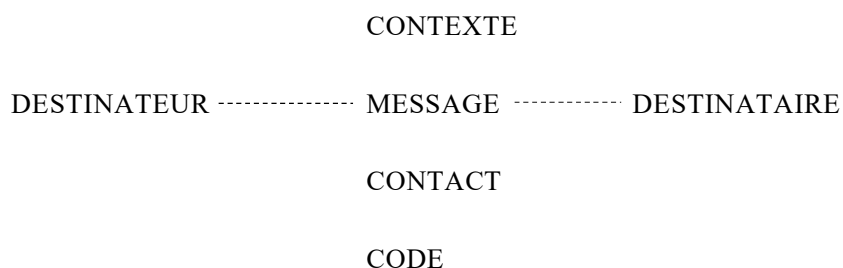 CONTEXTE
DESTINATEUR MESSAGE DESTINATAIRE
CONTACT
CODE